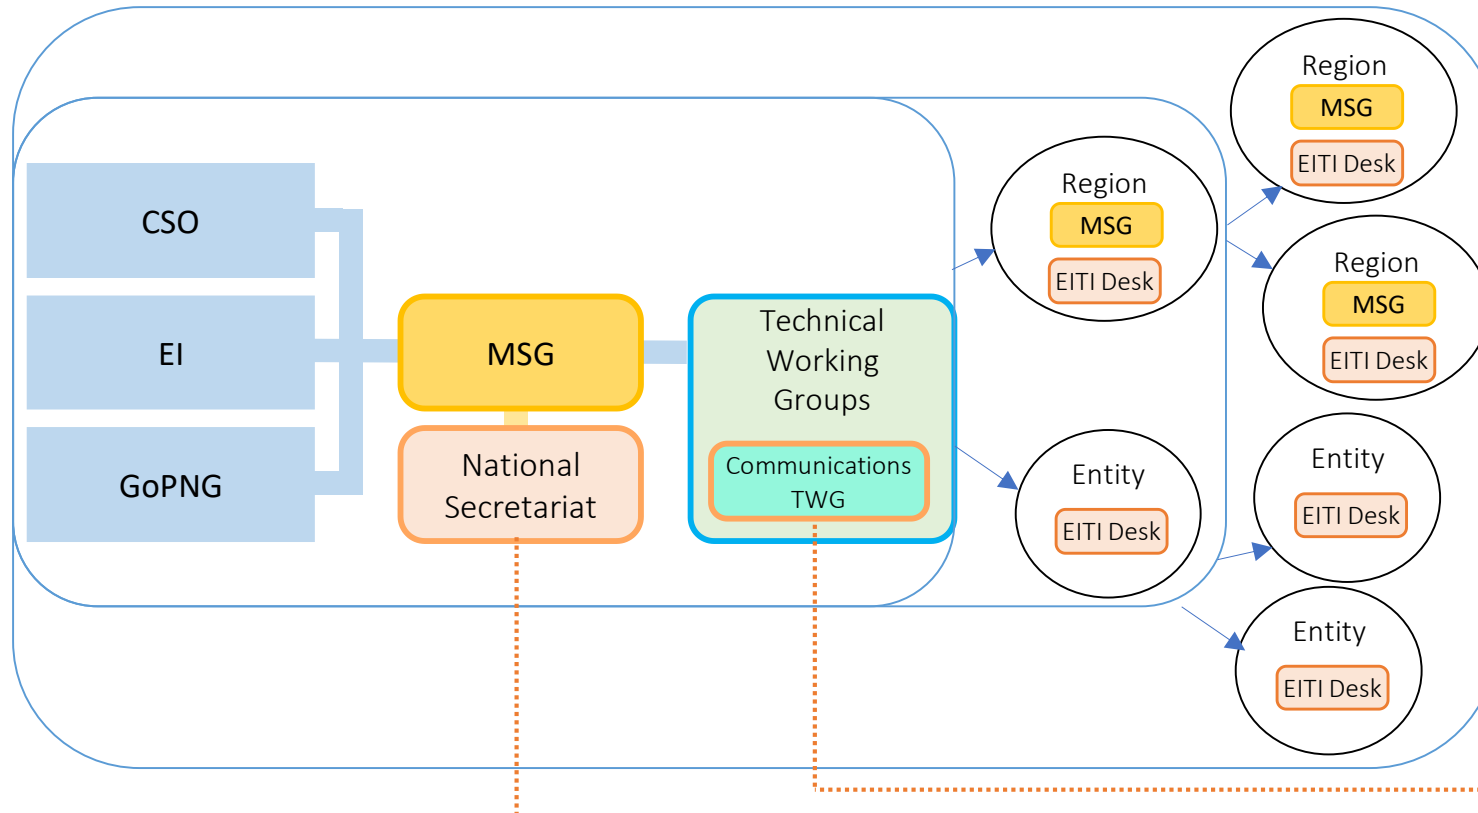 CSO
EI
GoPNG
MSG
National
Secretariat
Technical
Working
Groups
Communications
TWG
Region
MSG
EITI Desk
Entity
EITI Desk
Region
MSG
EITI Desk
Region
MSG
EITI Desk
Entity
EITI Desk
Entity
EITI Desk